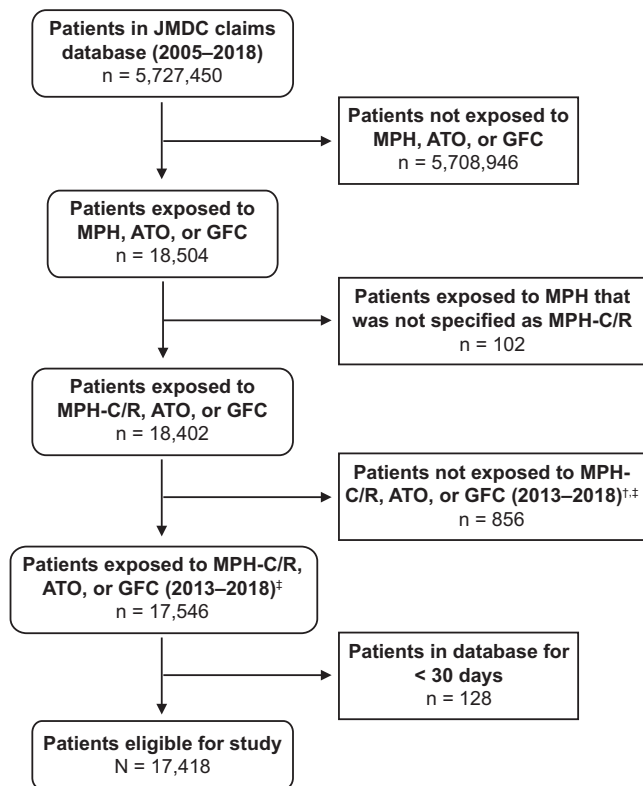 Patients in JMDC claims
database (2005–2018)
n = 5,727,450
Patients not exposed to
MPH, ATO, or GFC
n = 5,708,946
Patients exposed to
MPH, ATO, or GFC
n = 18,504
Patients exposed to MPH that
was not specified as MPH-C/R
n = 102
Patients exposed to
MPH-C/R, ATO, or GFC
n = 18,402
Patients not exposed to MPH-
C/R, ATO, or GFC (2013–2018)†,‡
n = 856
Patients exposed to MPH-C/R,
ATO, or GFC (2013–2018)‡
n = 17,546
Patients in database for
< 30 days
n = 128
Patients eligible for study
N = 17,418